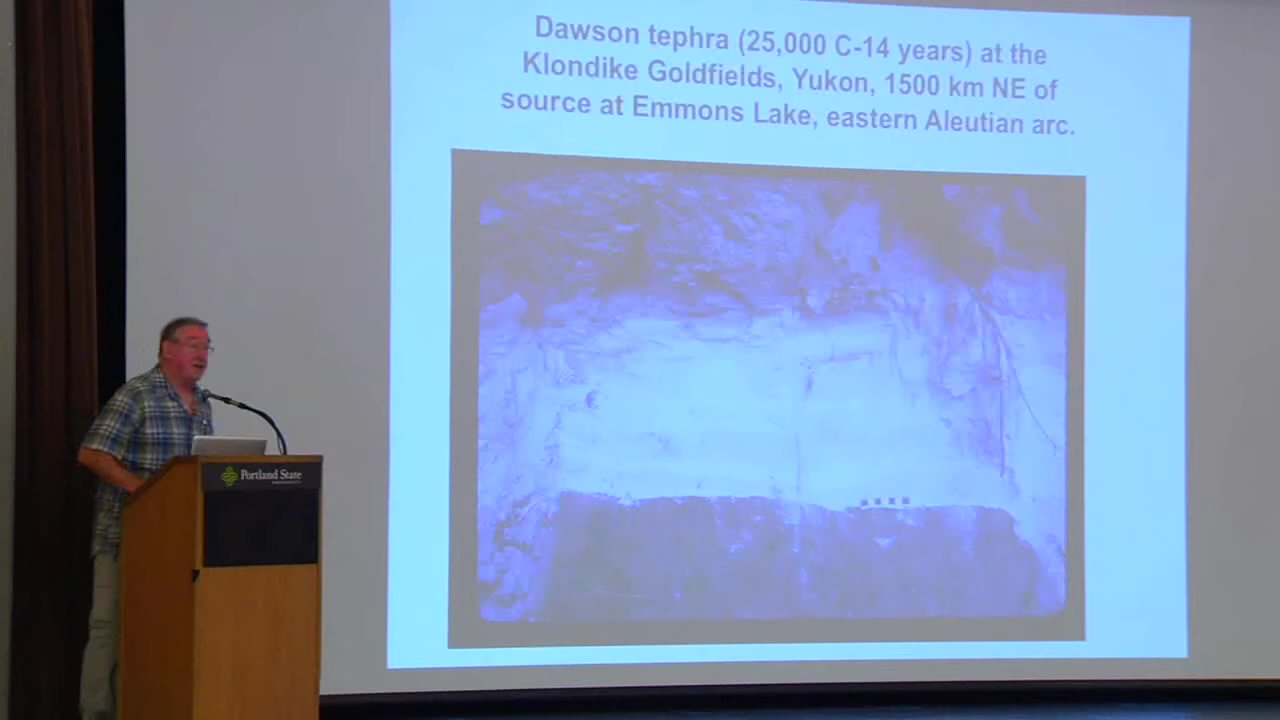 Dawson tephra (25,000 C-14 years) at the
Klondike Goldfields, Yukon, 1500 km NE of
source at Emmons Lake, eastern Aleutian arc.
Portland State